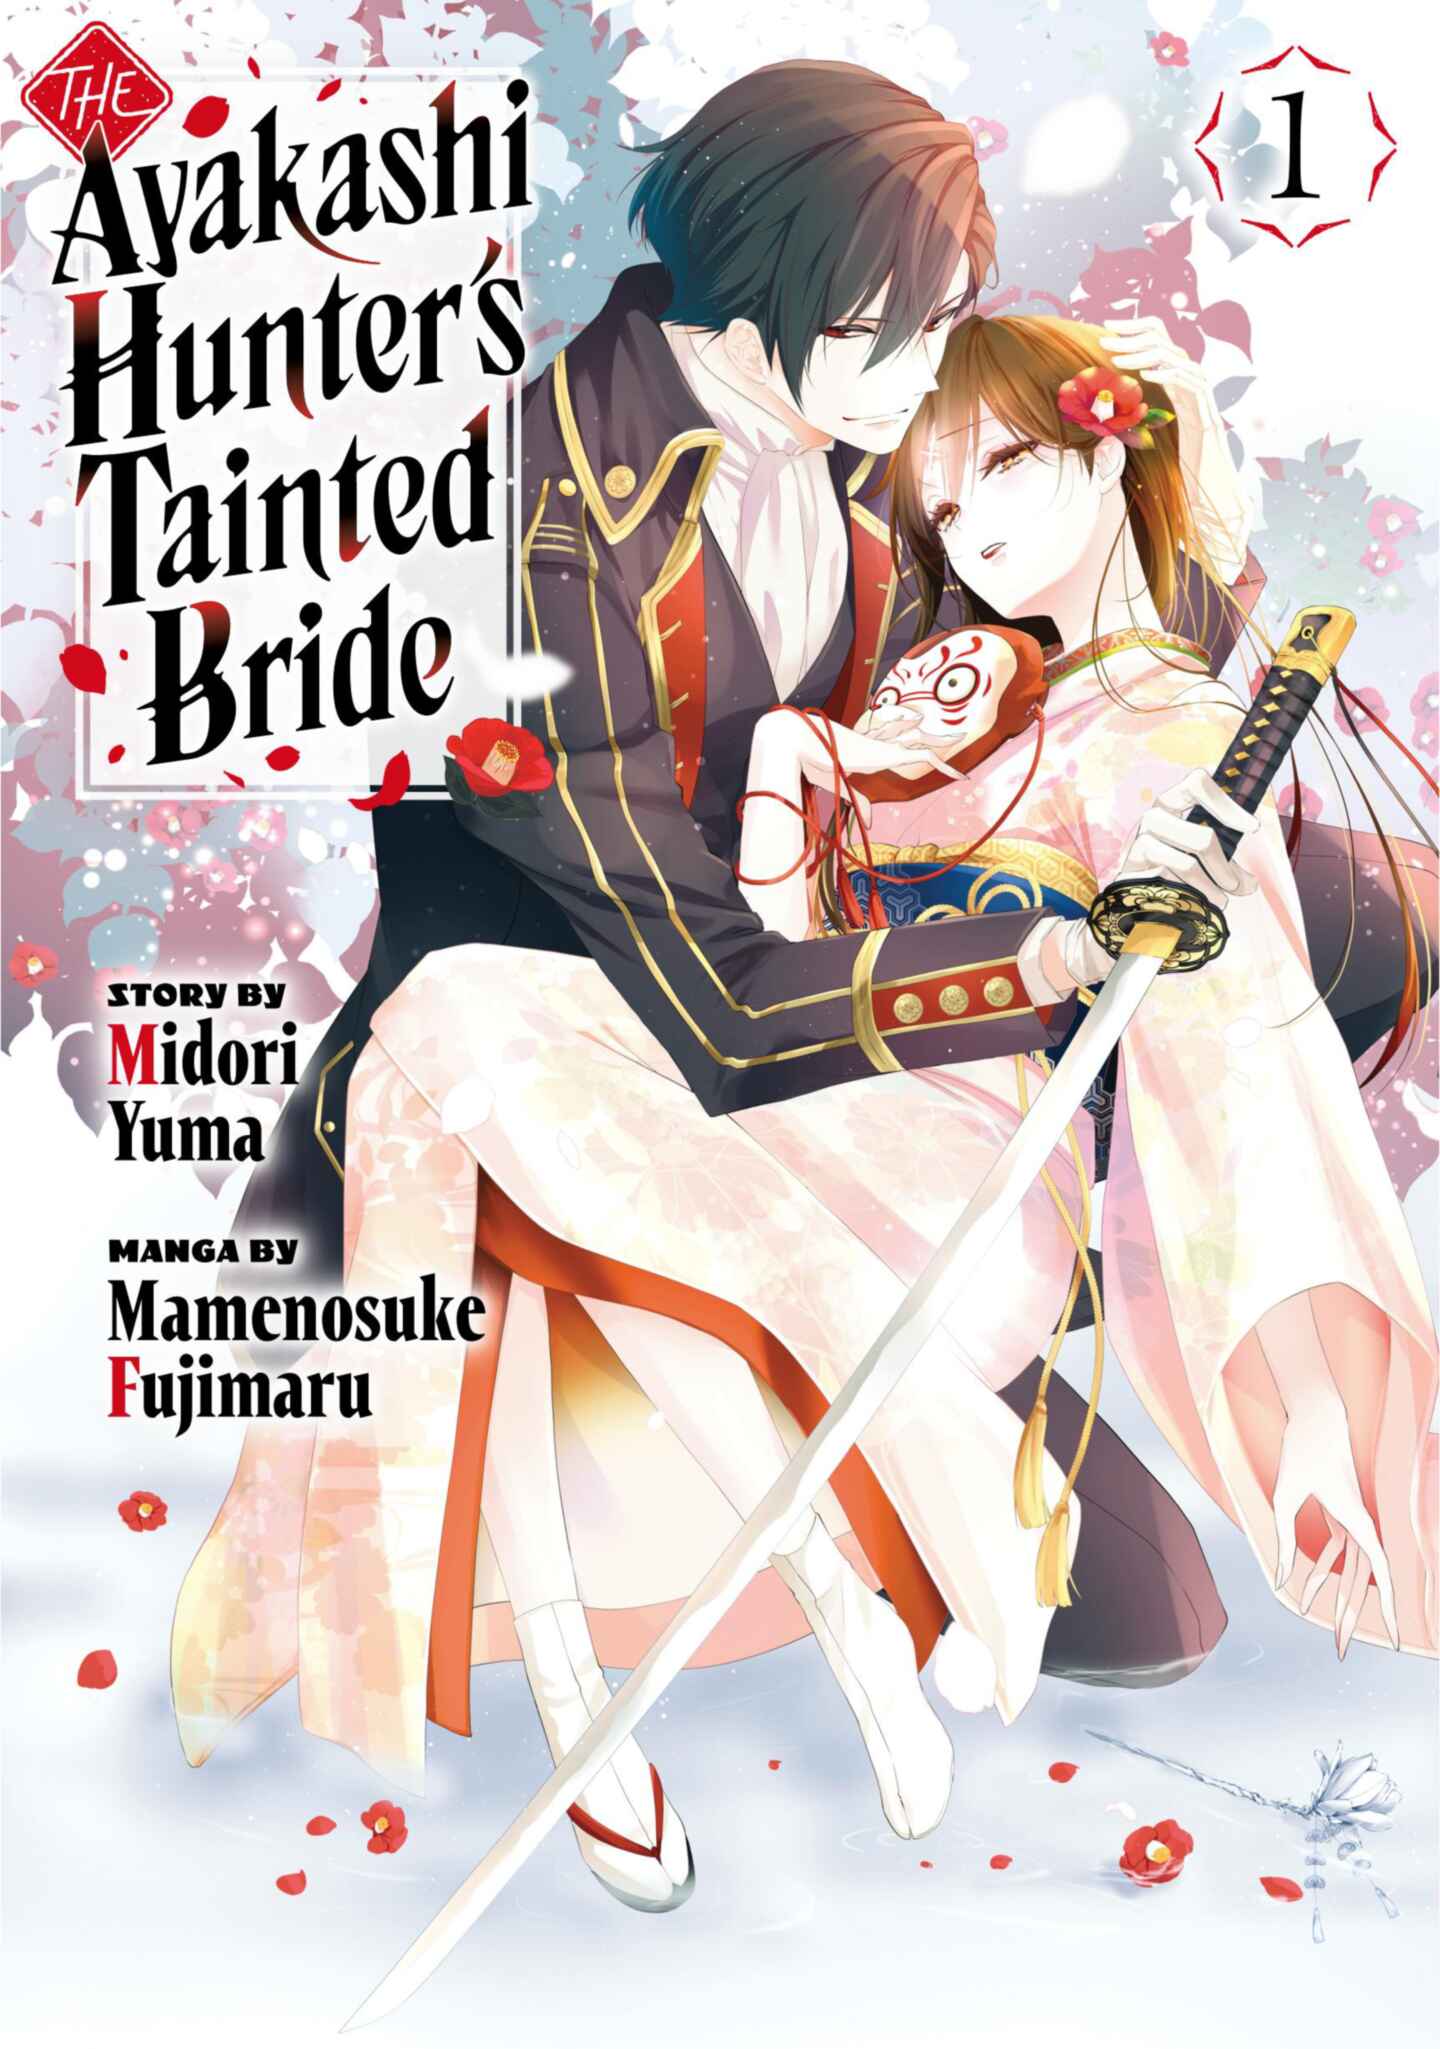 THE
Ayakashi
Hunter's
Tainted
Bride
1
STORY BY
Midori
Yuma
MANGA BY
Mamenosuke
Fujimaru